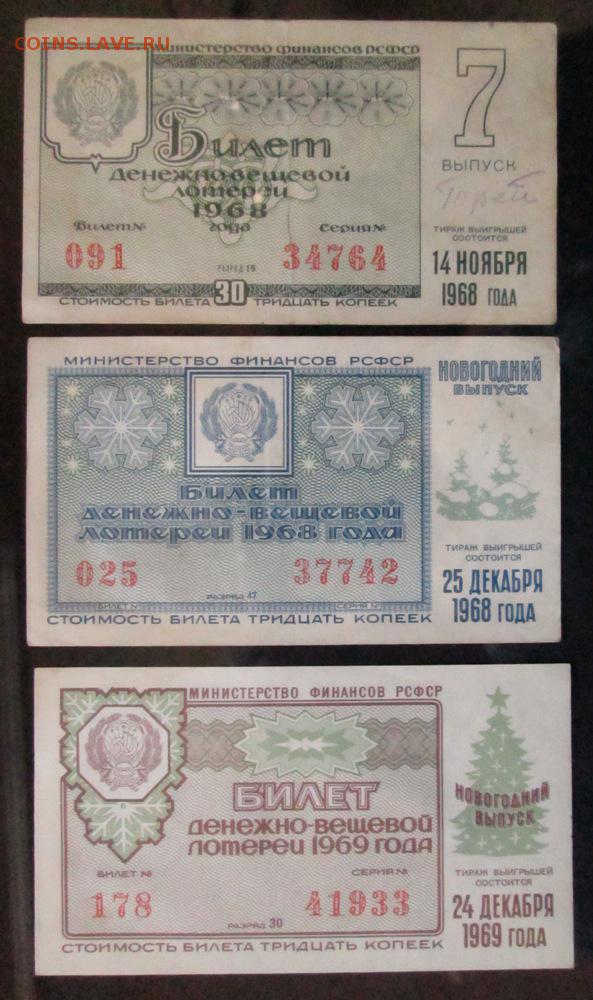 COINS.LAVE.RU
министерство финансов РСФСР
Билет
денежно-вещевой
лотереи
1968
года
Билет №
Серия №
091
34764
РАЗРЯД 19
СТОИМОСТЬ БИЛЕТА 30 ТРИДЦАТЬ КОПЕЕК
7
ВЫПУСК
ТИРАЖ ВЫИГРЫШЕЙ
СОСТОИТСЯ
14 НОЯБРЯ
1968 ГОДА
МИНИСТЕРСТВО ФИНАНСОВ РСФСР
Билет
денежно-вещевой
лотереи 1968 года
025
37742
РАЗРЯД 47
БИЛЕТ №
СЕРИЯ №
СТОИМОСТЬ БИЛЕТА ТРИДЦАТЬ КОПЕЕК
НОВОГОДНИЙ
ВЫПУСК
ТИРАЖ ВЫИГРЫШЕЙ
СОСТОИТСЯ
25 ДЕКАБРЯ
1968 ГОДА
МИНИСТЕРСТВО ФИНАНСОВ РСФСР
БИЛЕТ
денежно-вещевой
лотереи 1969 года
БИЛЕТ №
СЕРИЯ №
178
41933
РАЗРЯД 30
СТОИМОСТЬ БИЛЕТА ТРИДЦАТЬ КОПЕЕК
НОВОГОДНИЙ
ВЫПУСК
ТИРАЖ ВЫИГРЫШЕЙ
СОСТОИТСЯ
24 ДЕКАБРЯ
1969 ГОДА